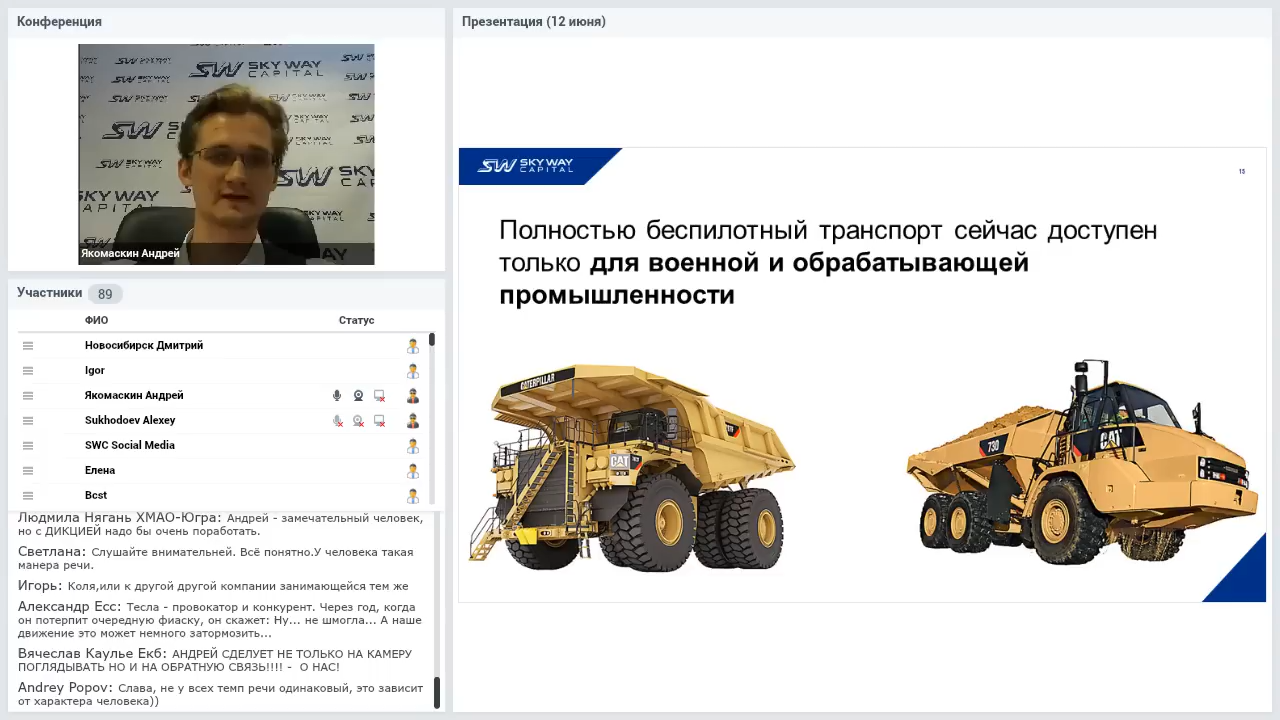 Конференция
SW SKY WAY CAPITAL
Якомаскин Андрей
Участники 89
ФИО Статус
Новосибирск Дмитрий
Igor
Якомаскин Андрей
Sukhodoev Alexey
SWC Social Media
Елена
Bcst
Людмила Нягань ХМАО-Югра: Андрей - замечательный человек,
но с ДИКЦИЕЙ надо бы очень поработать.
Светлана: Слушайте внимательней. Всё понятно.У человека такая
манера речи.
Игорь: Коля,или к другой другой компании занимающейся тем же
Александр Есс: Тесла - провокатор и конкурент. Через год, когда
он потерпит очередную фиаску, он скажет: Ну... не шмогла... А наше
движение это может немного затормозить...
Вячеслав Каулье Екб: АНДРЕЙ СДЕЛУЕТ НЕ ТОЛЬКО НА КАМЕРУ
ПОГЛЯДЫВАТЬ НО И НА ОБРАТНУЮ СВЯЗЬ!!!! - О НАС!
Andrey Popov: Слава, не у всех темп речи одинаковый, это зависит
от характера человека))
Презентация (12 июня)
SW SKY WAY
CAPITAL
15
Полностью беспилотный транспорт сейчас доступен
только для военной и обрабатывающей
промышленности
CATERPILLAR
CAT
730
CAT